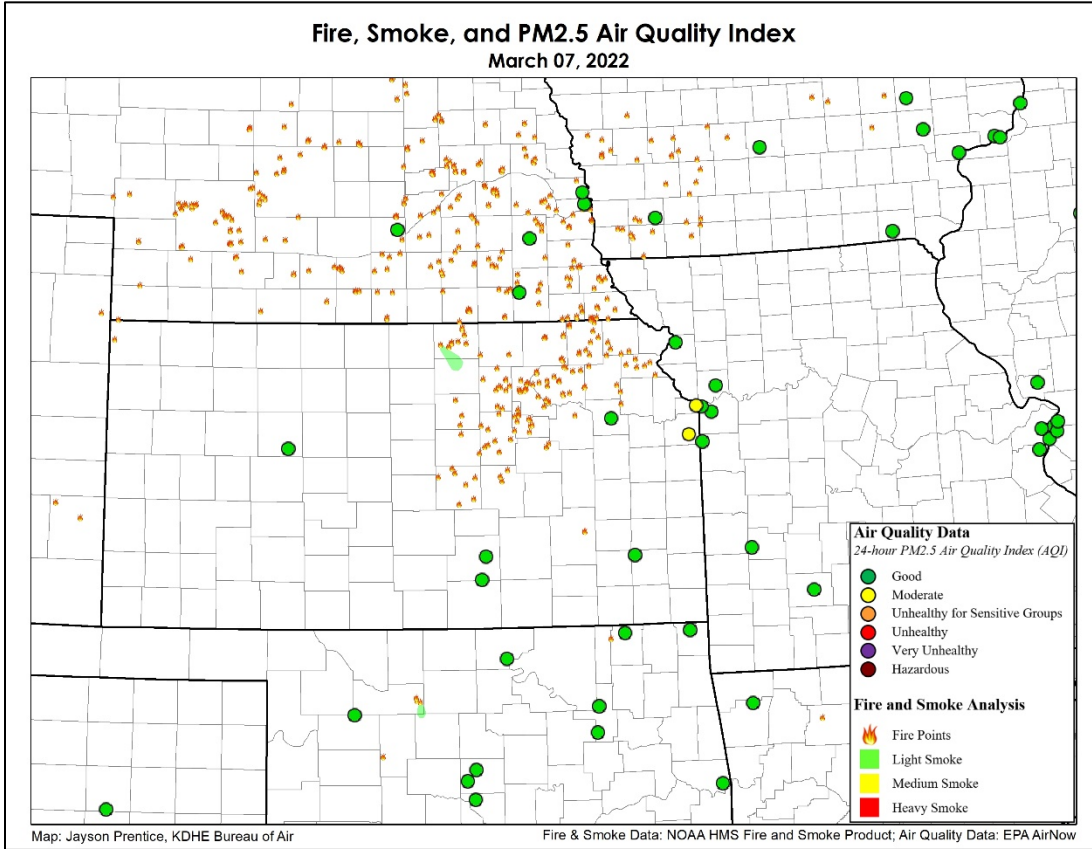 Fire, Smoke, and PM2.5 Air Quality Index
March 07, 2022
Air Quality Data
24-hour PM2.5 Air Quality Index (AQI)
Good
Moderate
Unhealthy for Sensitive Groups
Unhealthy
Very Unhealthy
Hazardous
Fire and Smoke Analysis
Fire Points
Light Smoke
Medium Smoke
Heavy Smoke
Map: Jayson Prentice, KDHE Bureau of Air
Fire & Smoke Data: NOAA HMS Fire and Smoke Product; Air Quality Data: EPA AirNow